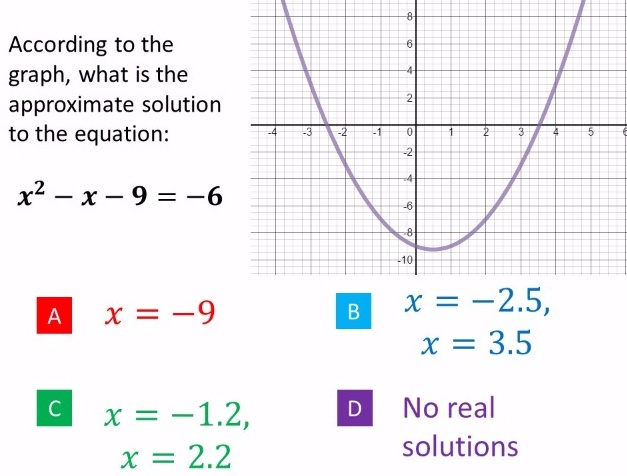 According to the
graph, what is the
approximate solution
to the equation:
x² − x − 9 = −6
8
6
4
2
-4 -3 -2 -1 0 1 2 3 4 5 6
-2
-4
-6
-8
-10
A x = −9
B x = −2.5,
x = 3.5
C x = −1.2,
x = 2.2
D No real
solutions